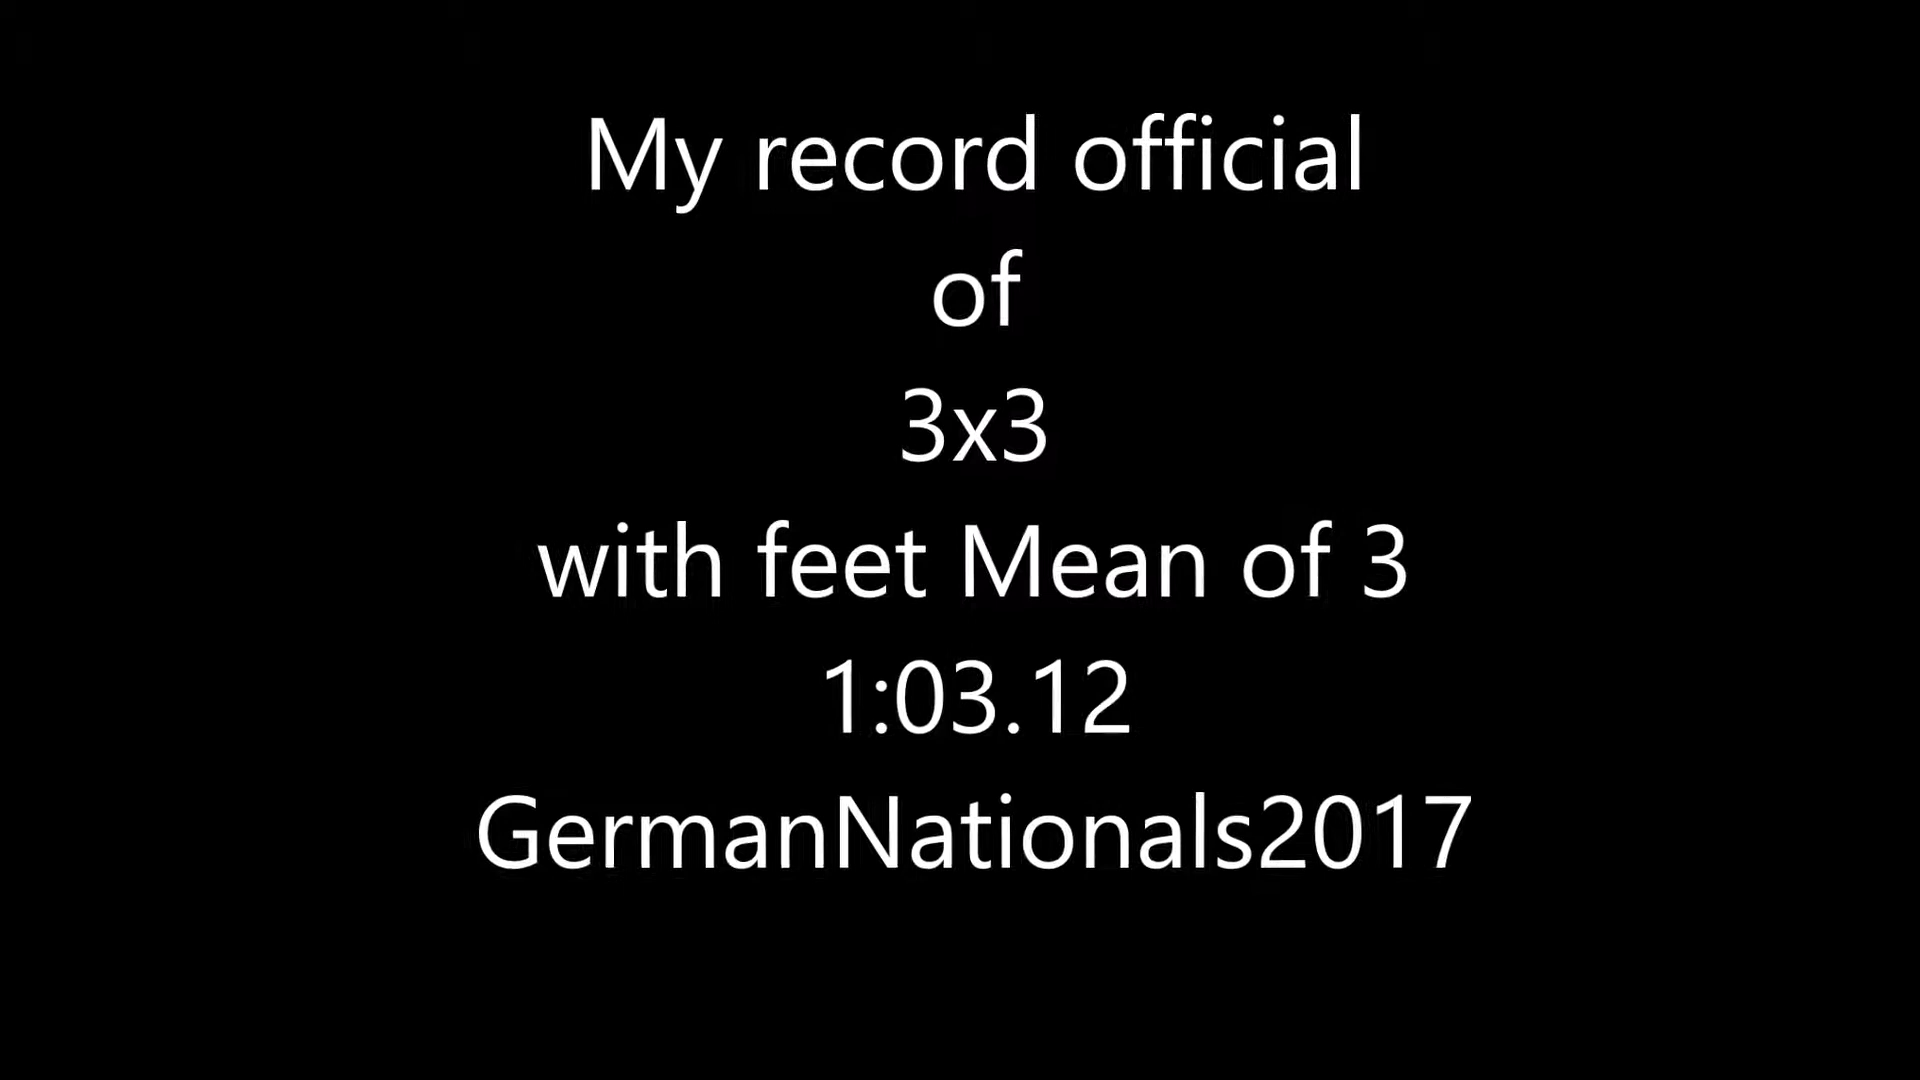 My record official
of
3x3
with feet Mean of 3
1:03.12
GermanNationals2017